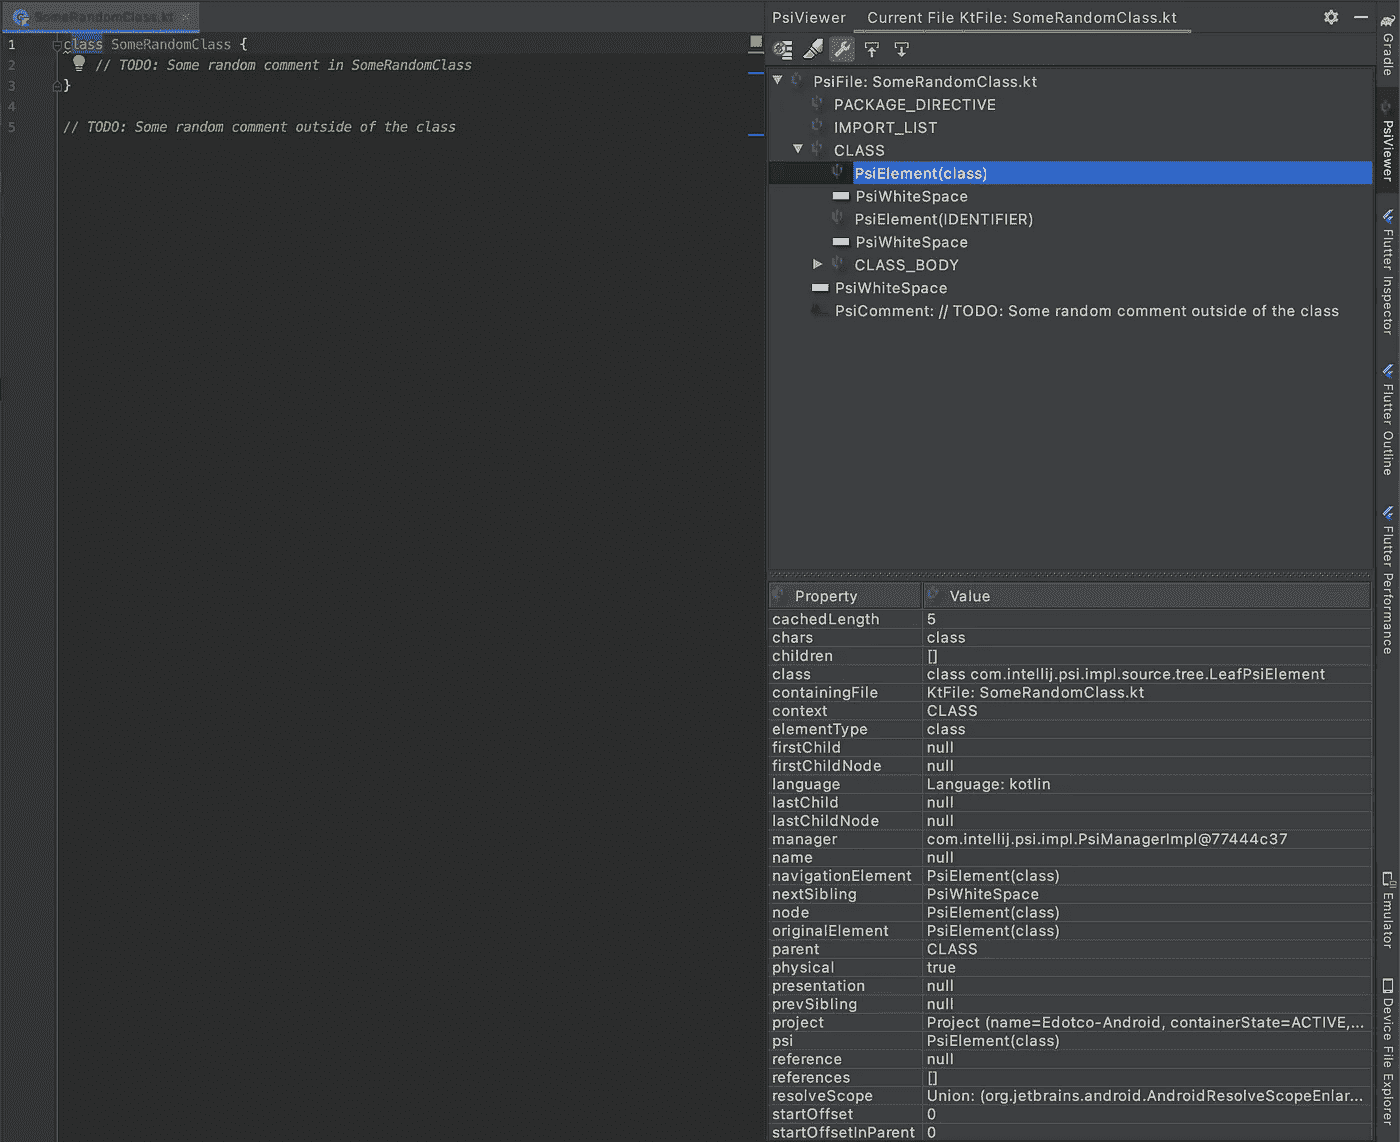 SomeRandomClass.kt ×
1 class SomeRandomClass {
2 // TODO: Some random comment in SomeRandomClass
3 }
4
5 // TODO: Some random comment outside of the class
PsiViewer Current File KtFile: SomeRandomClass.kt
PsiFile: SomeRandomClass.kt
PACKAGE_DIRECTIVE
IMPORT_LIST
CLASS
PsiElement(class)
PsiWhiteSpace
PsiElement(IDENTIFIER)
PsiWhiteSpace
CLASS_BODY
PsiWhiteSpace
PsiComment: // TODO: Some random comment outside of the class
Property Value
cachedLength 5
chars class
children []
class class com.intellij.psi.impl.source.tree.LeafPsiElement
containingFile KtFile: SomeRandomClass.kt
context CLASS
elementType class
firstChild null
firstChildNode null
language Language: kotlin
lastChild null
lastChildNode null
manager com.intellij.psi.impl.PsiManagerImpl@77444c37
name null
navigationElement PsiElement(class)
nextSibling PsiWhiteSpace
node PsiElement(class)
originalElement PsiElement(class)
parent CLASS
physical true
presentation null
prevSibling null
project Project (name=Edotco-Android, containerState=ACTIVE,...
psi PsiElement(class)
reference null
references []
resolveScope Union: (org.jetbrains.android.AndroidResolveScopeEnlar...
startOffset 0
startOffsetInParent 0
Gradle
PsiViewer
Flutter Inspector
Flutter Outline
Flutter Performance
Emulator
Device File Explorer